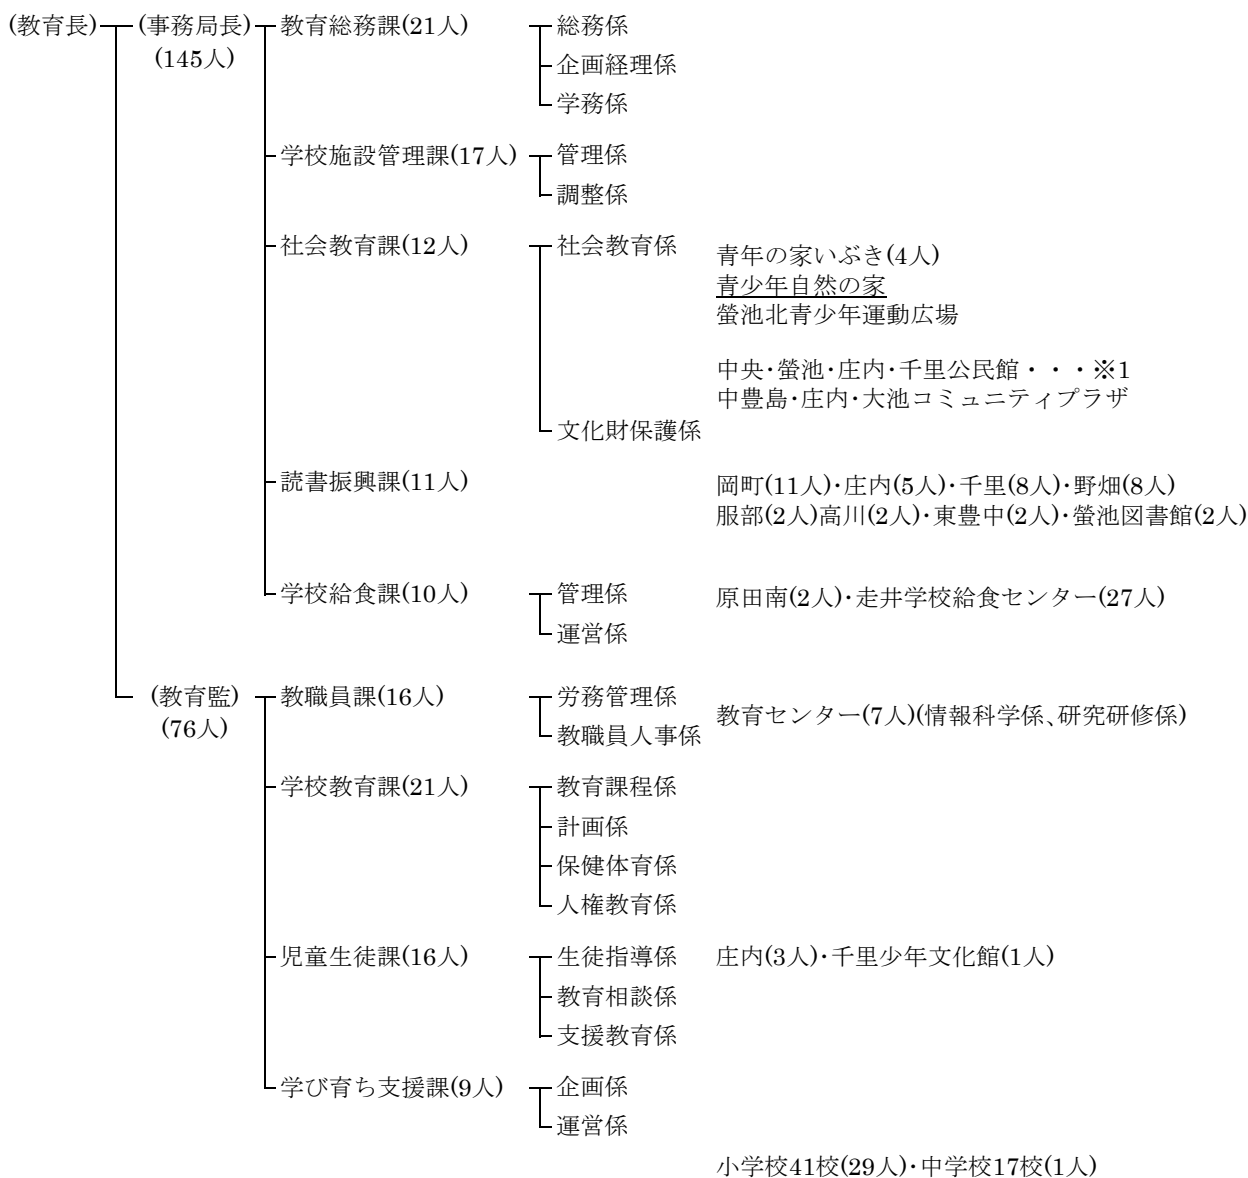 (教育長) (事務局長) 教育総務課(21人) 総務係
(145人) 企画経理係
学務係
学校施設管理課(17人) 管理係
調整係
社会教育課(12人) 社会教育係 青年の家いぶき(4人)
青少年自然の家
螢池北青少年運動広場
中央・螢池・庄内・千里公民館・・・※1
中豊島・庄内・大池コミュニティプラザ
文化財保護係
読書振興課(11人) 岡町(11人)・庄内(5人)・千里(8人)・野畑(8人)
服部(2人)高川(2人)・東豊中(2人)・螢池図書館(2人)
学校給食課(10人) 管理係 原田南(2人)・走井学校給食センター(27人)
運営係
(教育監) 教職員課(16人) 労務管理係
(76人) 教職員人事係 教育センター(7人)(情報科学係、研究研修係)
学校教育課(21人) 教育課程係
計画係
保健体育係
人権教育係
児童生徒課(16人) 生徒指導係 庄内(3人)・千里少年文化館(1人)
教育相談係
支援教育係
学び育ち支援課(9人) 企画係
運営係
小学校41校(29人)・中学校17校(1人)